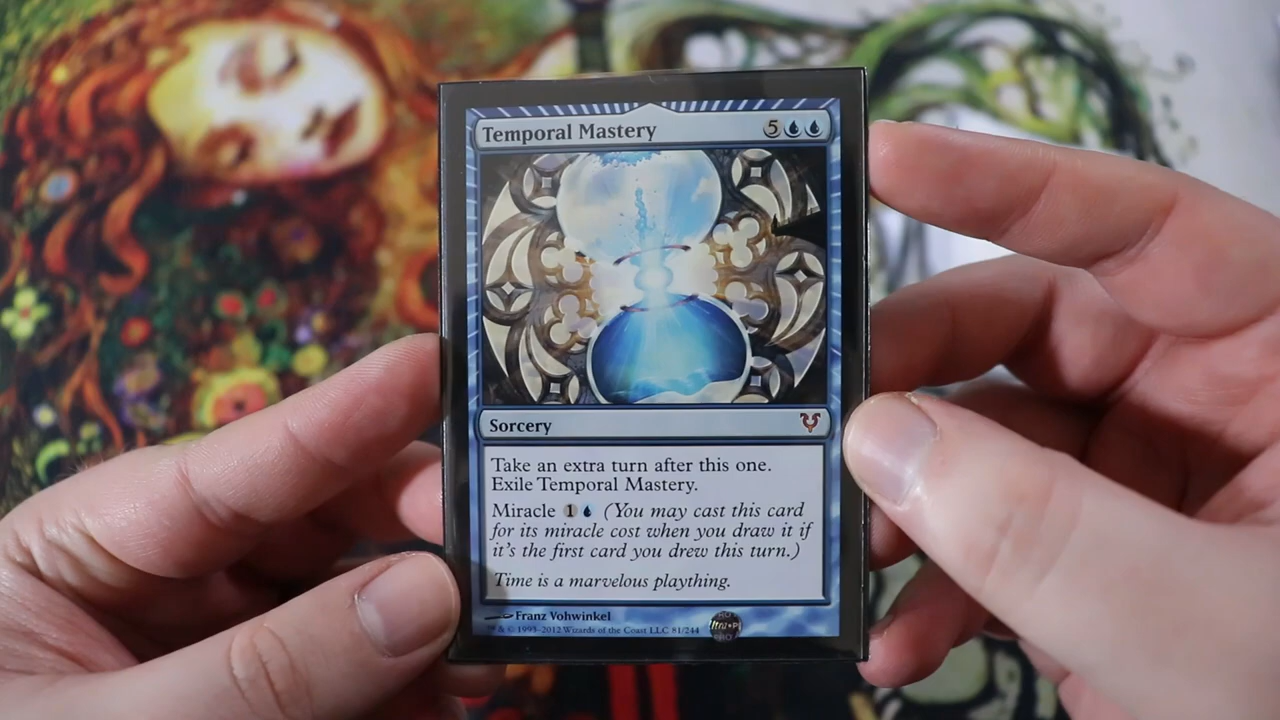 Temporal Mastery 5
Sorcery
Take an extra turn after this one.
Exile Temporal Mastery.
Miracle 1 (You may cast this card
for its miracle cost when you draw it if
it's the first card you drew this turn.)
Time is a marvelous plaything.
Franz Vohwinkel
™ & © 1993–2012 Wizards of the Coast LLC 81/244